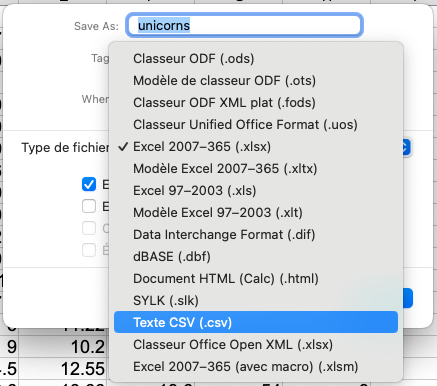 Save As: unicorns
Tag
Where
Classeur ODF (.ods)
Modèle de classeur ODF (.ots)
Classeur ODF XML plat (.fods)
Classeur Unified Office Format (.uos)
Type de fichier
✓ Excel 2007–365 (.xlsx)
Modèle Excel 2007–365 (.xltx)
Excel 97–2003 (.xls)
Modèle Excel 97–2003 (.xlt)
Data Interchange Format (.dif)
dBASE (.dbf)
Document HTML (Calc) (.html)
SYLK (.slk)
Texte CSV (.csv)
Classeur Office Open XML (.xlsx)
Excel 2007–365 (avec macro) (.xlsm)
9 10.2
12.55